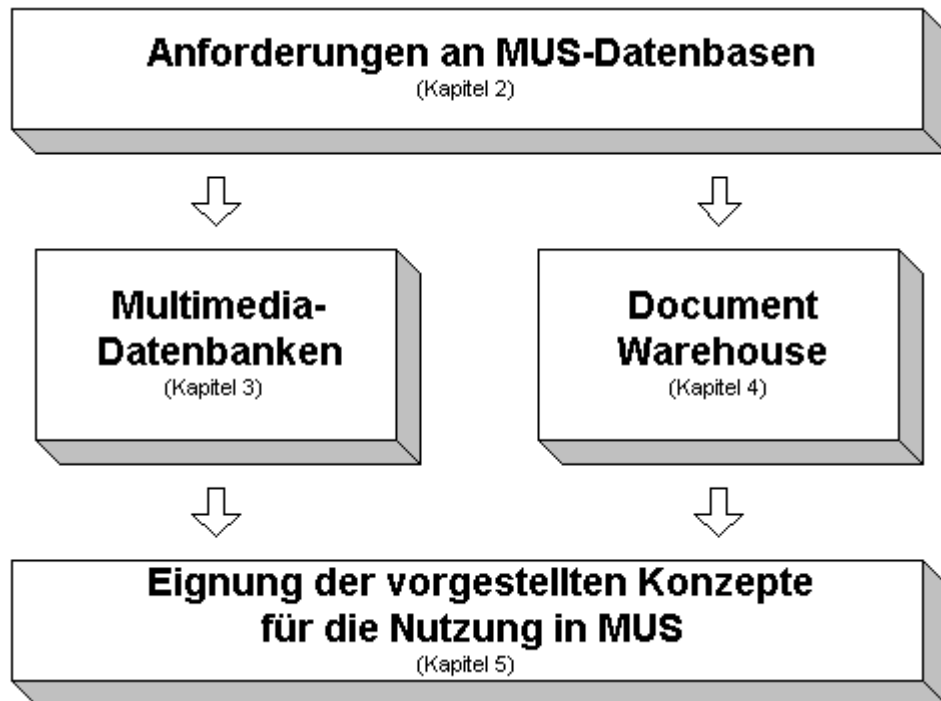 Anforderungen an MUS-Datenbasen
(Kapitel 2)
Multimedia-
Datenbanken
(Kapitel 3)
Document
Warehouse
(Kapitel 4)
Eignung der vorgestellten Konzepte
für die Nutzung in MUS
(Kapitel 5)